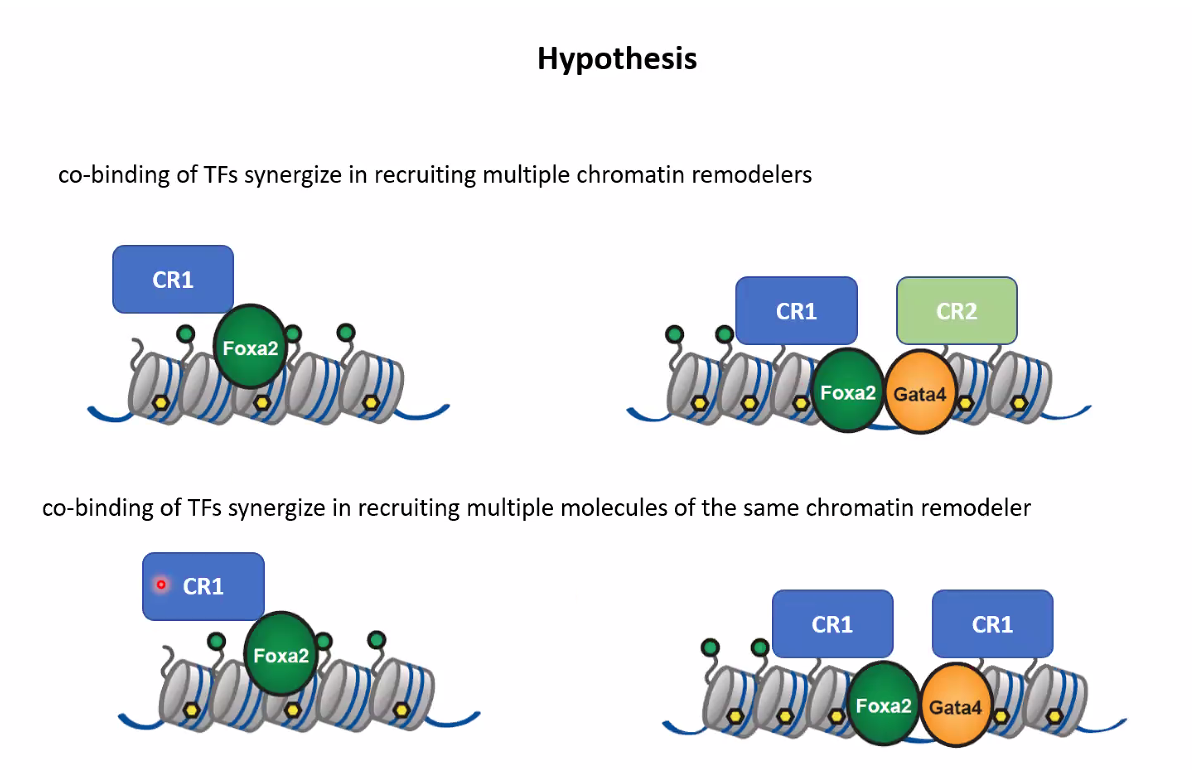 Hypothesis
co-binding of TFs synergize in recruiting multiple chromatin remodelers
CR1
Foxa2
CR1
CR2
Foxa2
Gata4
co-binding of TFs synergize in recruiting multiple molecules of the same chromatin remodeler
CR1
Foxa2
CR1
CR1
Foxa2
Gata4